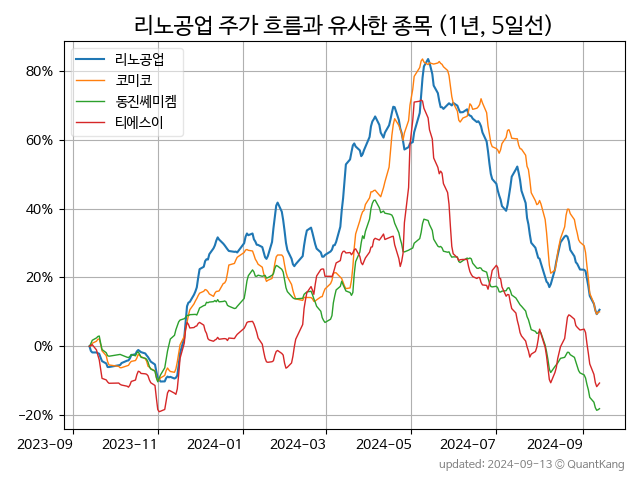 리노공업 주가 흐름과 유사한 종목 (1년, 5일선)
리노공업
코미코
동진쎄미켐
티에스이
80%
60%
40%
20%
0%
−20%
2023-09
2023-11
2024-01
2024-03
2024-05
2024-07
2024-09
updated: 2024-09-13 © QuantKang